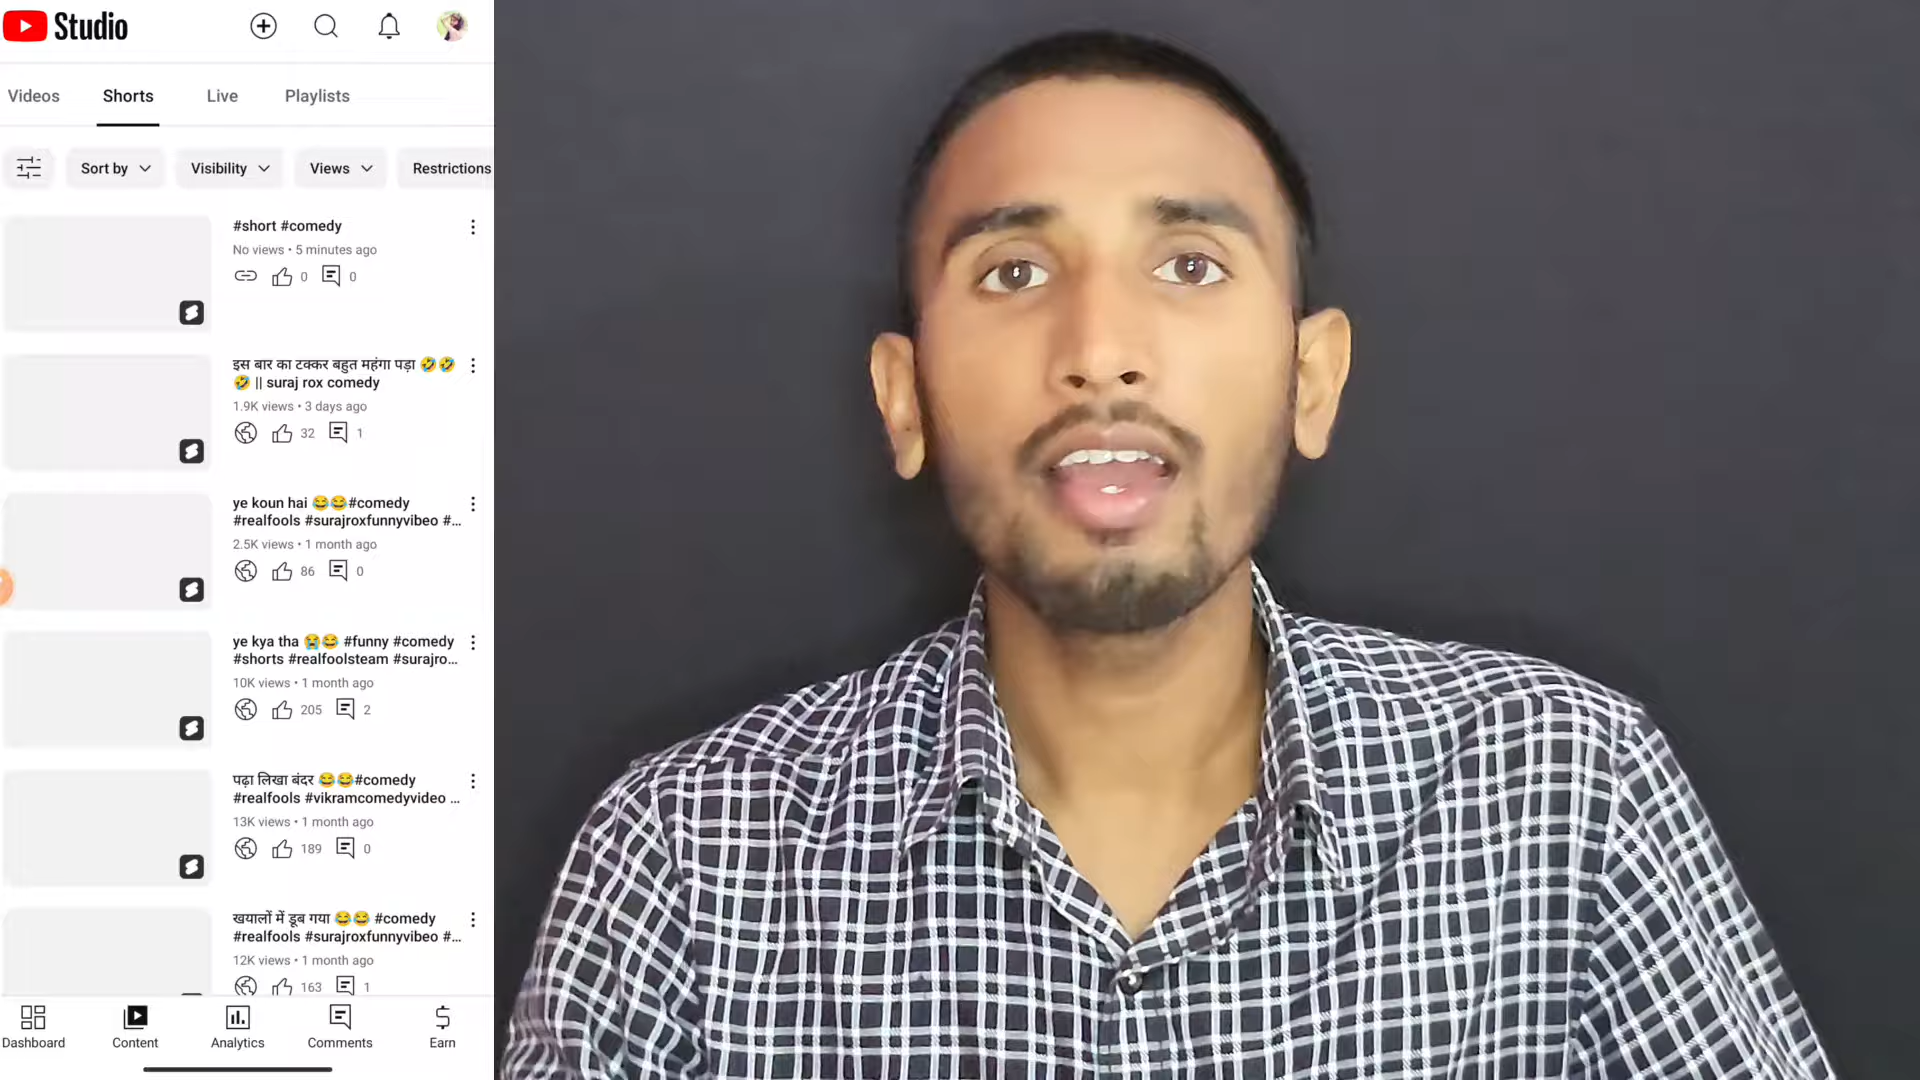 Studio
Videos Shorts Live Playlists
Sort by Visibility Views Restrictions
#short #comedy
No views • 5 minutes ago
0 0
इस बार का टक्कर बहुत महंगा पड़ा 🤣🤣
🤣 || suraj rox comedy
1.9K views • 3 days ago
32 1
ye koun hai 😂😂#comedy
#realfools #surajroxfunnyvibeo #...
2.5K views • 1 month ago
86 0
ye kya tha 😭😂 #funny #comedy
#shorts #realfoolsteam #surajro...
10K views • 1 month ago
205 2
पढ़ा लिखा बंदर 😂😂#comedy
#realfools #vikramcomedyvideo ...
13K views • 1 month ago
189 0
खयालों में डूब गया 😂😂 #comedy
#realfools #surajroxfunnyvibeo #...
12K views • 1 month ago
163 1
Dashboard Content Analytics Comments Earn